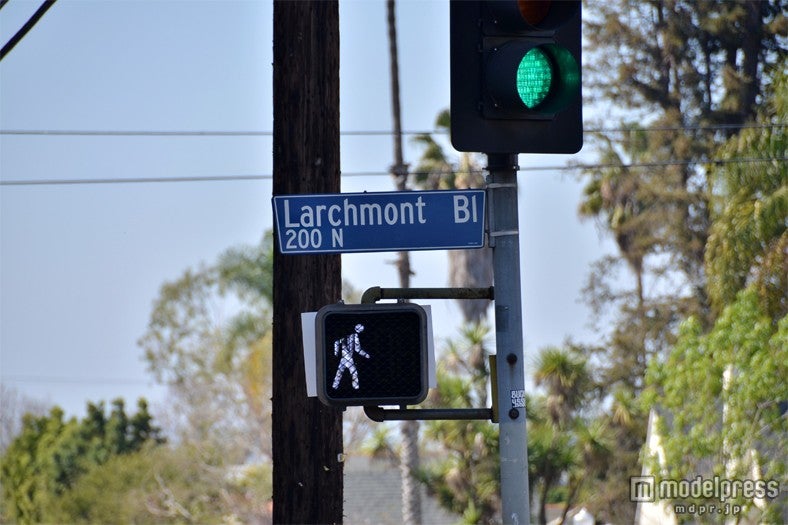 Larchmont Bl
200 N
modelpress
mdpr.jp